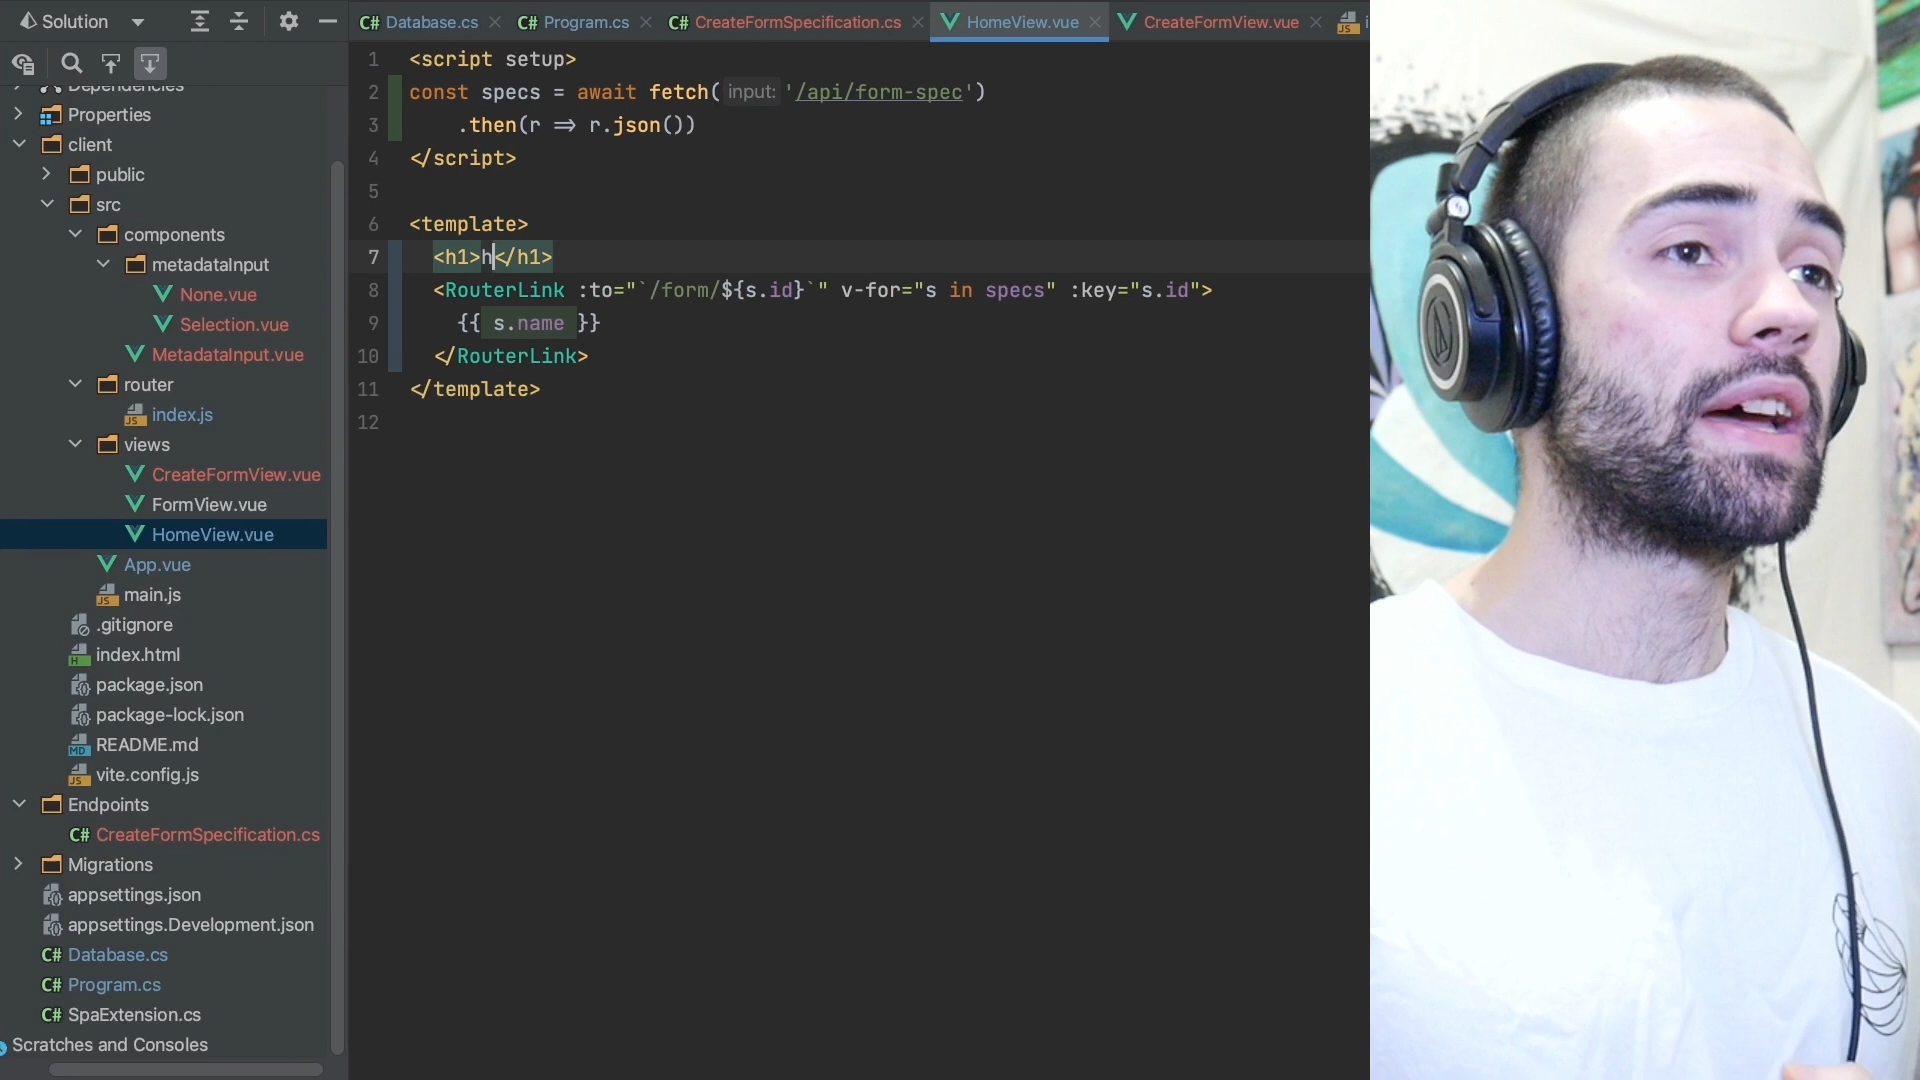 Solution
Dependencies
Properties
client
public
src
components
metadataInput
None.vue
Selection.vue
MetadataInput.vue
router
index.js
views
CreateFormView.vue
FormView.vue
HomeView.vue
App.vue
main.js
.gitignore
index.html
package.json
package-lock.json
README.md
vite.config.js
Endpoints
C# CreateFormSpecification.cs
Migrations
appsettings.json
appsettings.Development.json
C# Database.cs
C# Program.cs
C# SpaExtension.cs
Scratches and Consoles
C# Database.cs C# Program.cs C# CreateFormSpecification.cs HomeView.vue CreateFormView.vue JS i
1 <script setup>
2 const specs = await fetch( input: '/api/form-spec')
3 .then(r => r.json())
4 </script>
5
6 <template>
7 <h1>h</h1>
8 <RouterLink :to="`/form/${s.id}`" v-for="s in specs" :key="s.id">
9 {{ s.name }}
10 </RouterLink>
11 </template>
12